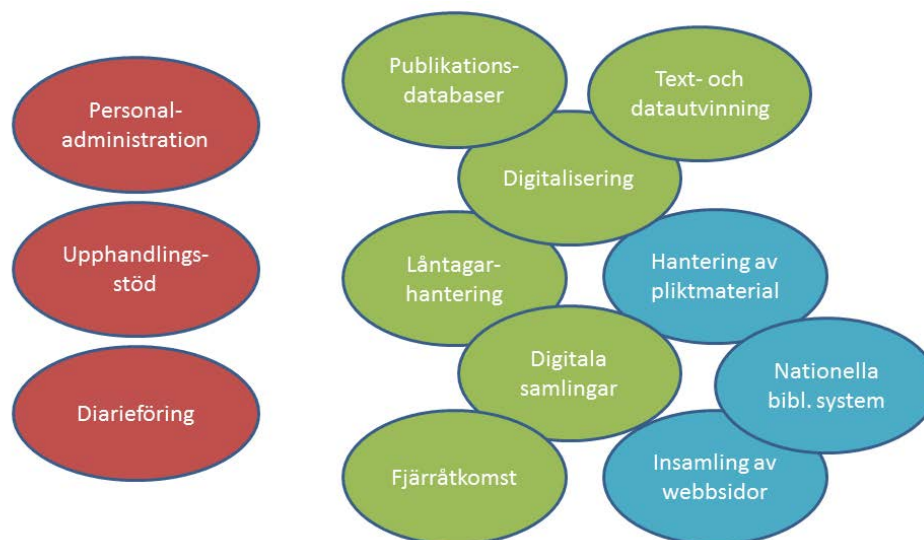 Personal-
administration
Upphandlings-
stöd
Diarieföring
Publikations-
databaser
Text- och
datautvinning
Digitalisering
Låntagar-
hantering
Hantering av
pliktmaterial
Digitala
samlingar
Nationella
bibl. system
Fjärråtkomst
Insamling av
webbsidor